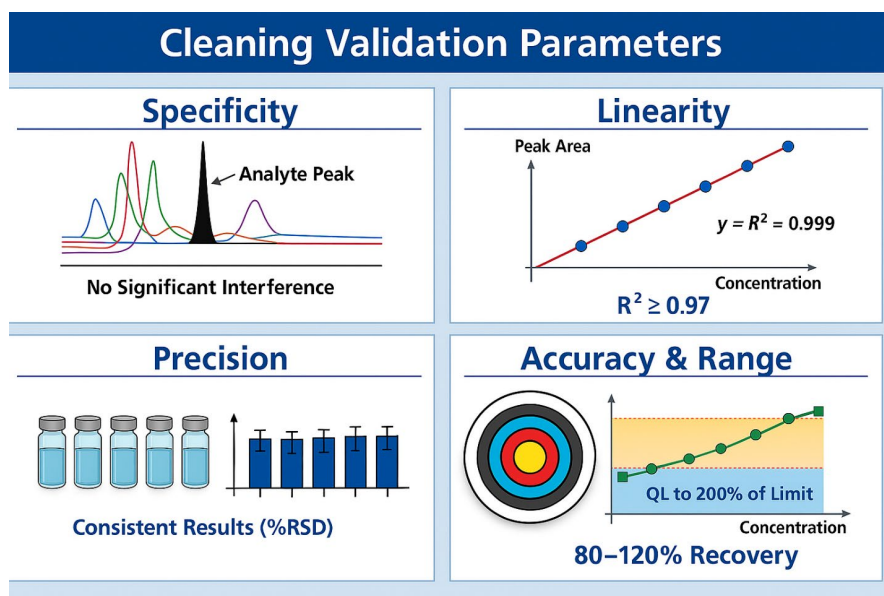 Cleaning Validation Parameters
Specificity
Analyte Peak
No Significant Interference
Linearity
Peak Area
y = R² = 0.999
Concentration
R² ≥ 0.97
Precision
Consistent Results (%RSD)
Accuracy & Range
QL to 200% of Limit
Concentration
80–120% Recovery